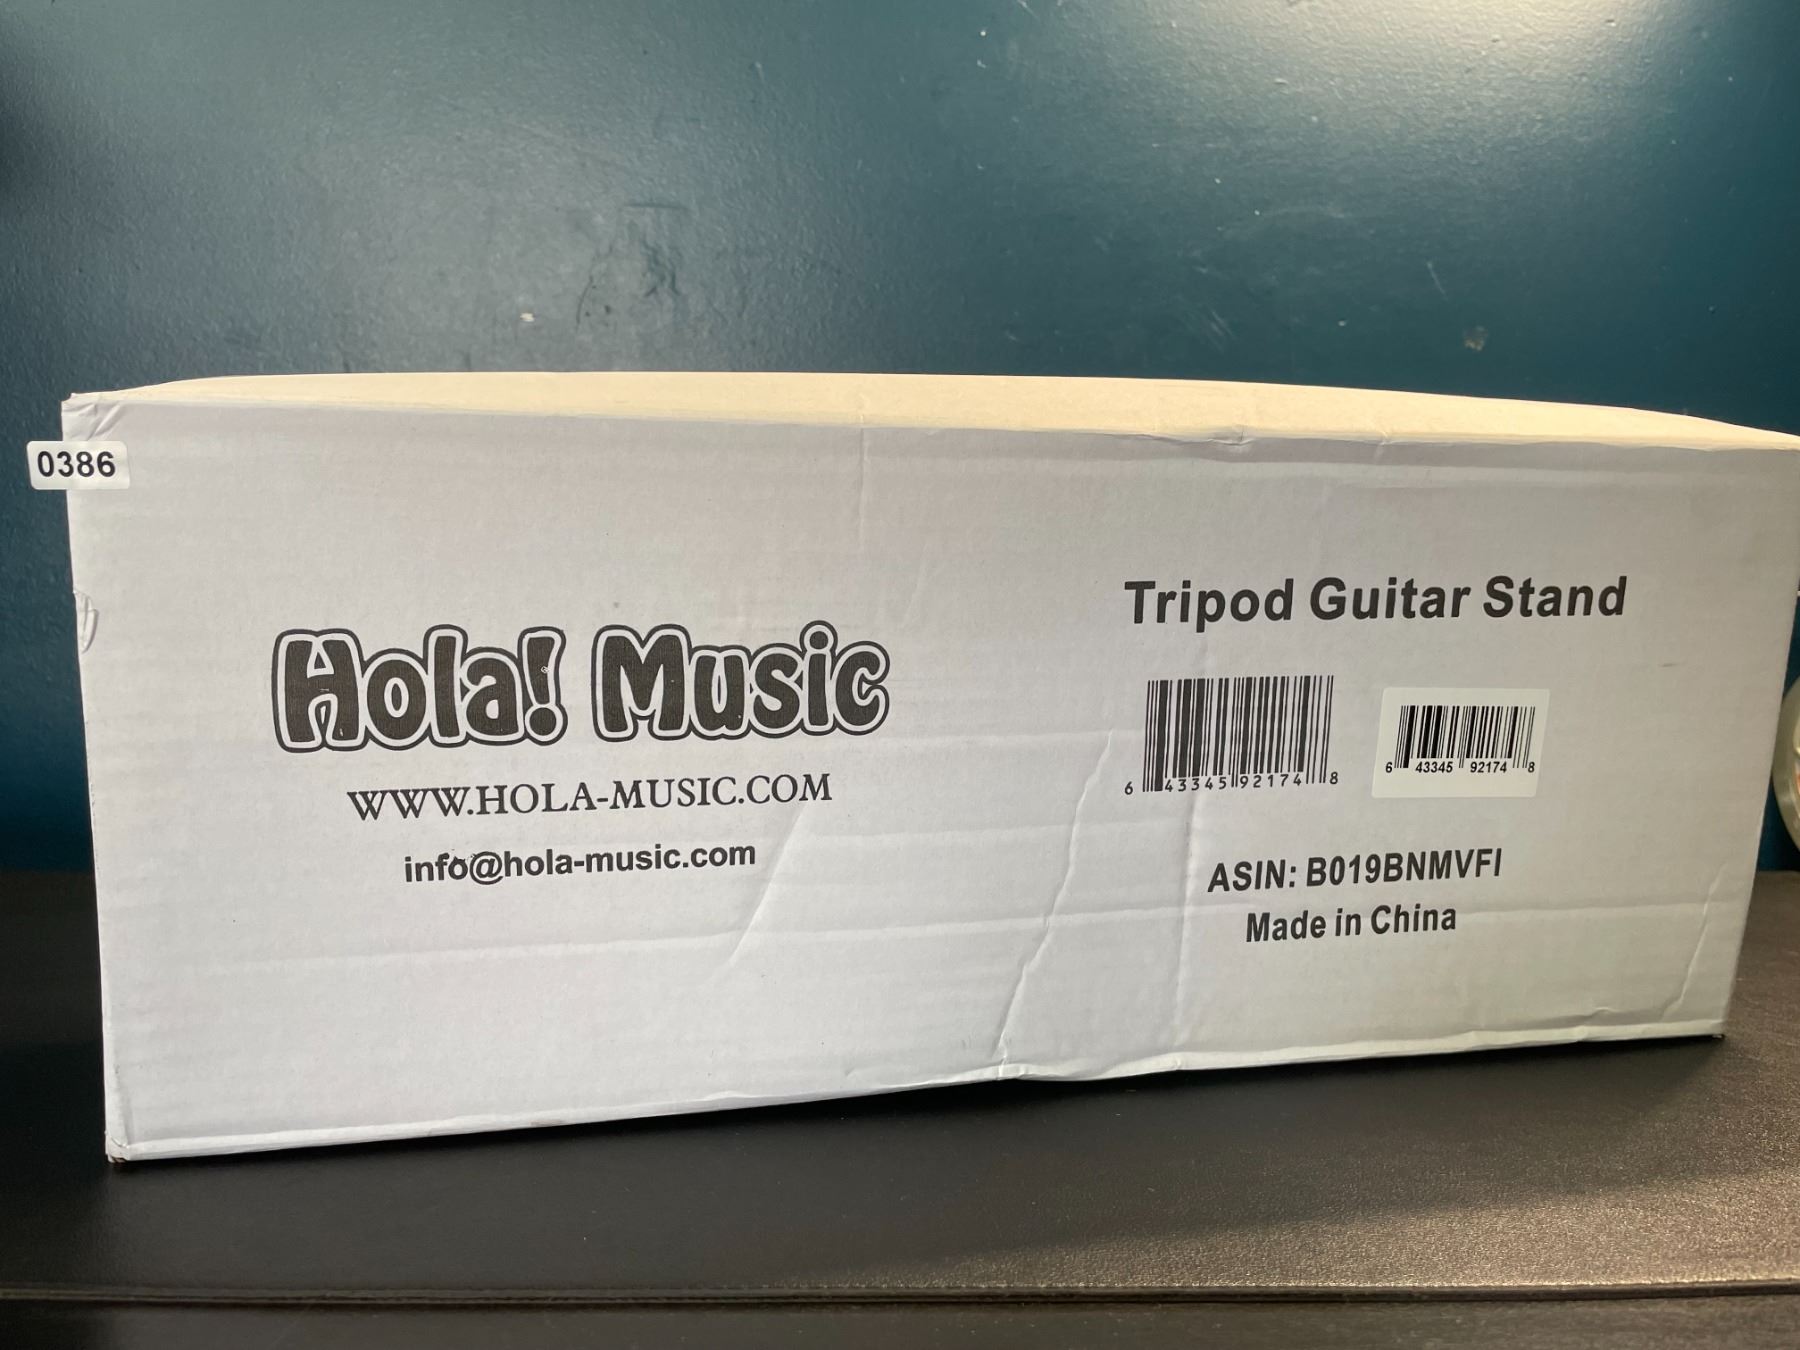 0386
Hola! Music
WWW.HOLA-MUSIC.COM
info@hola-music.com
Tripod Guitar Stand
6 43345 92174 8
6 43345 92174 8
ASIN: B019BNMVFI
Made in China